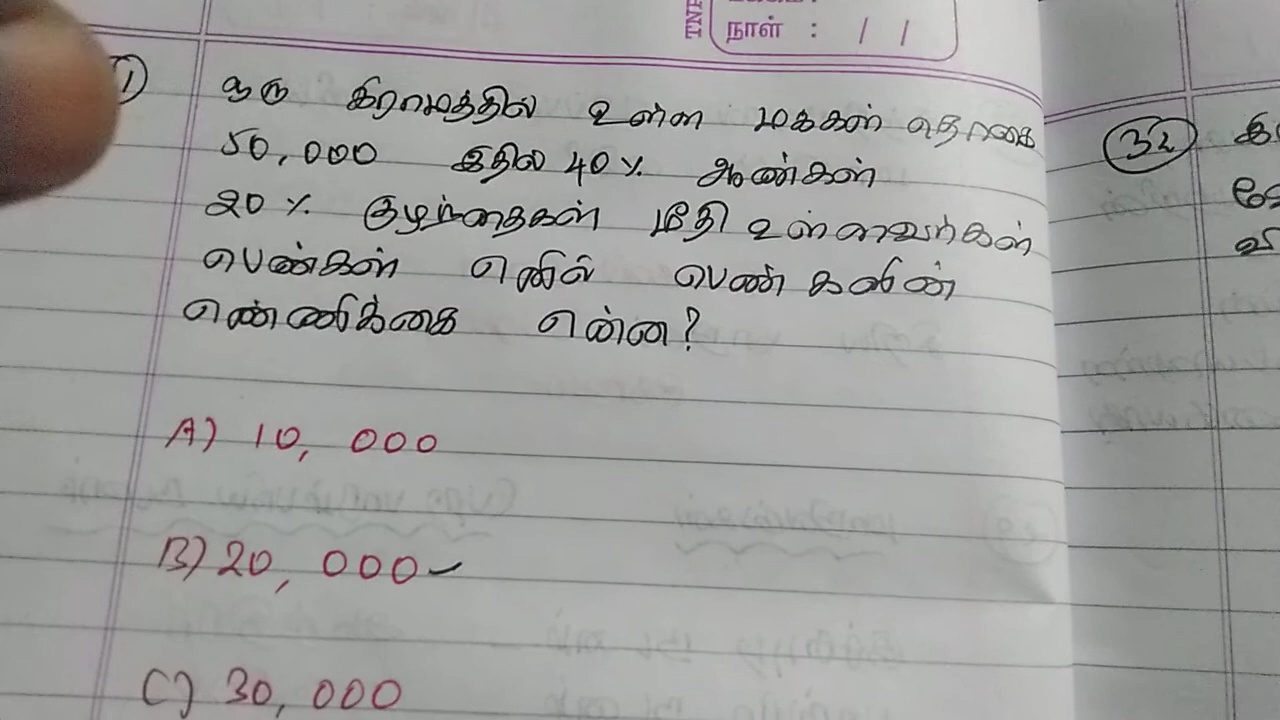 TNP
நாள் : / /
1) ஒரு கிராமத்தில் உள்ள மக்கள் தொகை
50,000 இதில் 40% ஆண்கள்
20% குழந்தைகள் மீதி உள்ளவர்கள்
பெண்கள் எனில் பெண்களின்
எண்ணிக்கை என்ன?
A) 10,000
B) 20,000
C) 30,000
32